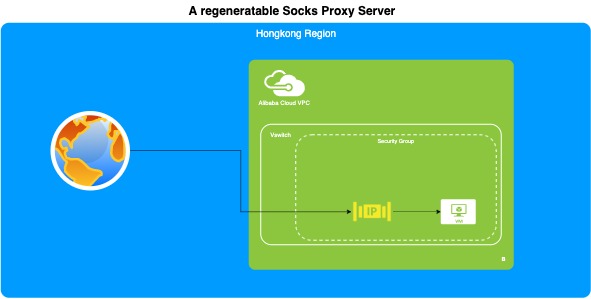 A regeneratable Socks Proxy Server
Hongkong Region
Alibaba Cloud VPC
Vswitch
Security Group
IP
VM
B